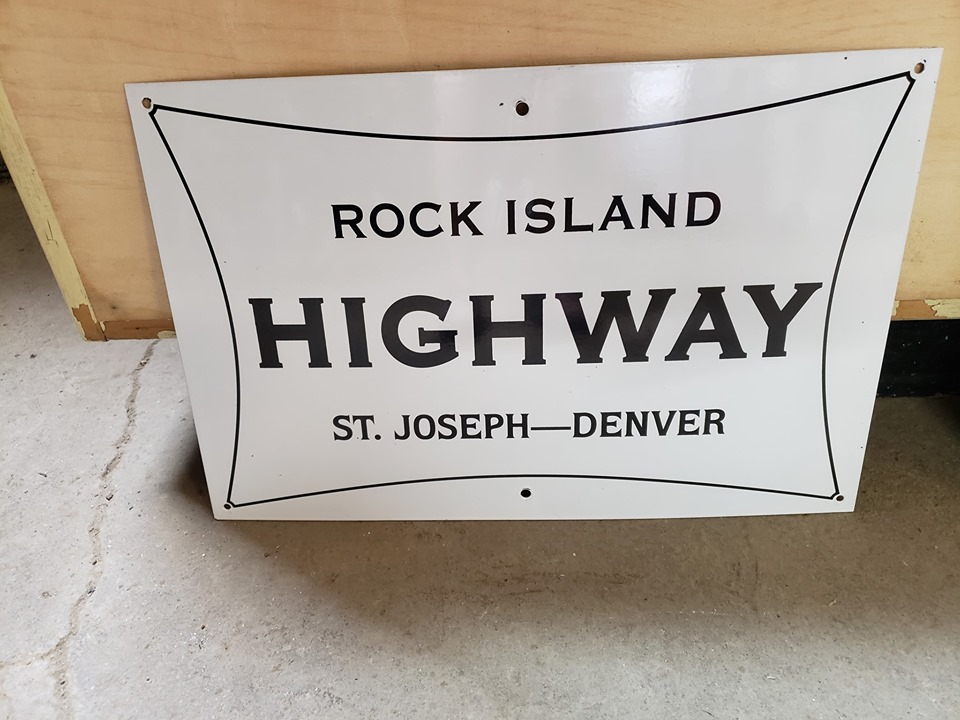 ROCK ISLAND
HIGHWAY
ST. JOSEPH—DENVER